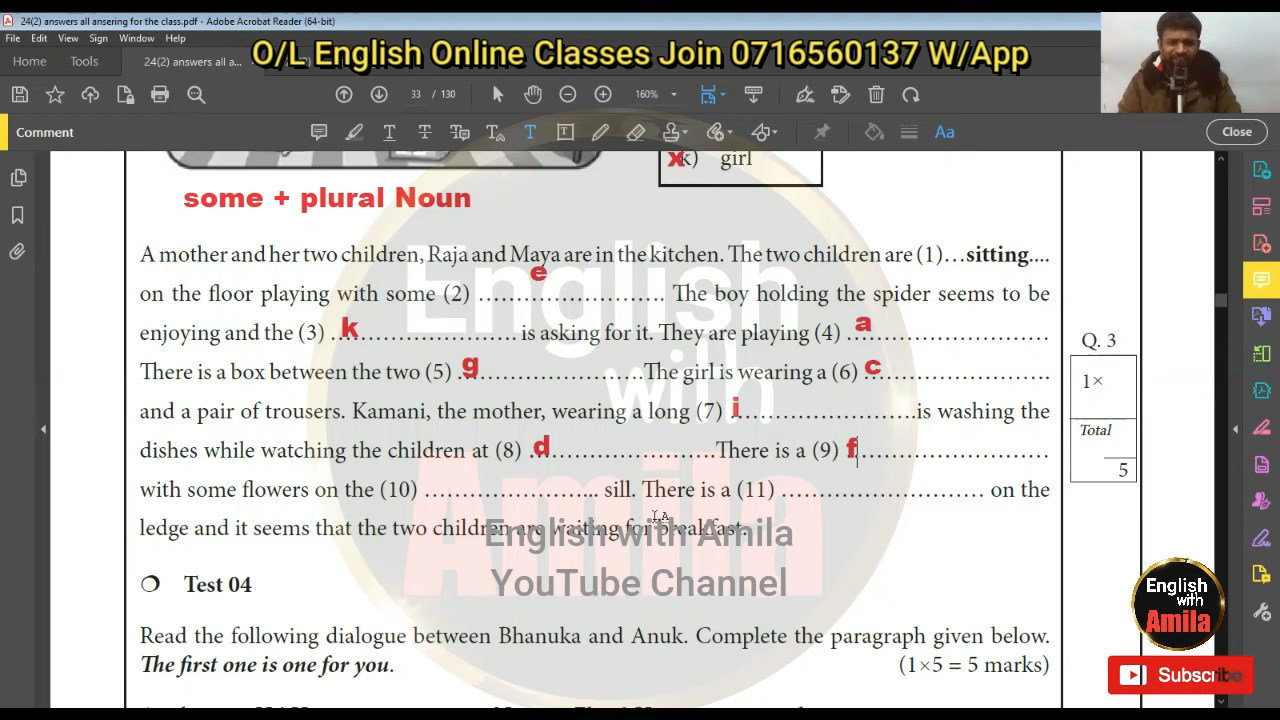 24(2) answers all ansering for the class.pdf - Adobe Acrobat Reader (64-bit)
File Edit View Sign Window Help
O/L English Online Classes Join 0716560137 W/App
Home Tools 24(2) answers all a...
33 / 130 160%
Comment Close
x k) girl
some + plural Noun
A mother and her two children, Raja and Maya are in the kitchen. The two children are (1)…sitting....
on the floor playing with some (2) e……………………. The boy holding the spider seems to be
enjoying and the (3) k……………………. is asking for it. They are playing (4) a………………………
There is a box between the two (5) g……………………The girl is wearing a (6) c……………………
and a pair of trousers. Kamani, the mother, wearing a long (7) i……………………is washing the
dishes while watching the children at (8) d……………………There is a (9) f………………………
with some flowers on the (10) …………………... sill. There is a (11) ……………………… on the
ledge and it seems that the two children are waiting for breakfast.
Q. 3
1×
Total
5
English with Amila
YouTube Channel
Test 04
Read the following dialogue between Bhanuka and Anuk. Complete the paragraph given below.
The first one is one for you. (1×5 = 5 marks)
English
with
Amila
Subscribe